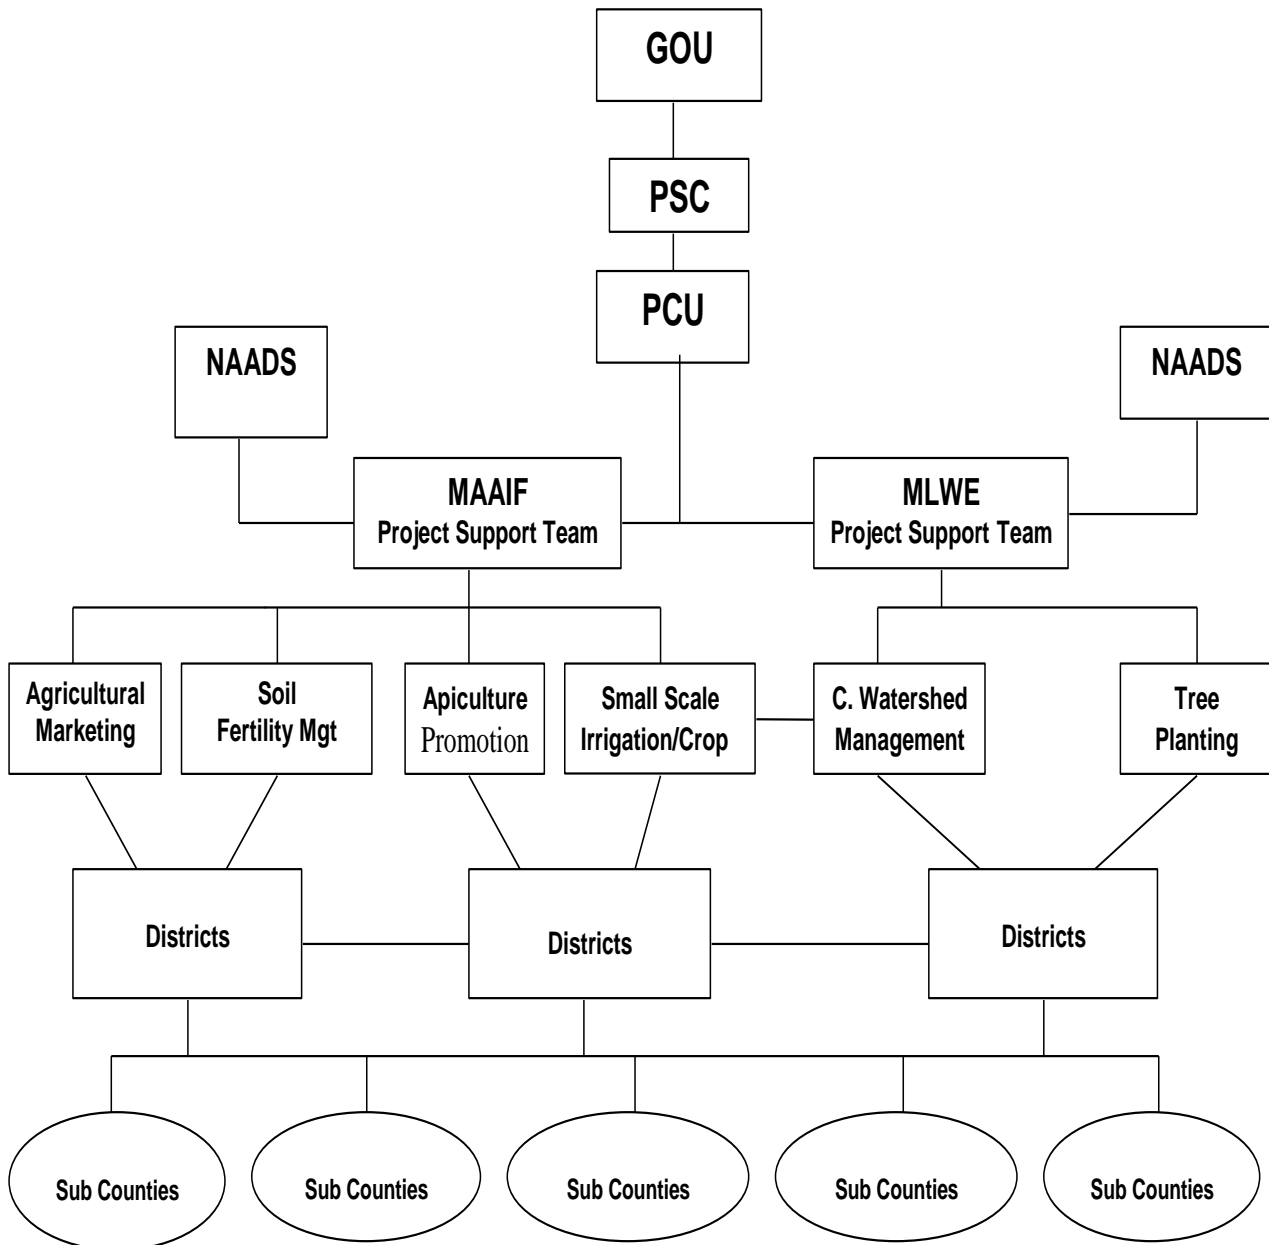 GOU
PSC
PCU
NAADS
NAADS
MAAIF
Project Support Team
MLWE
Project Support Team
Agricultural
Marketing
Soil
Fertility Mgt
Apiculture
Promotion
Small Scale
Irrigation/Crop
C. Watershed
Management
Tree
Planting
Districts
Districts
Districts
Sub Counties
Sub Counties
Sub Counties
Sub Counties
Sub Counties